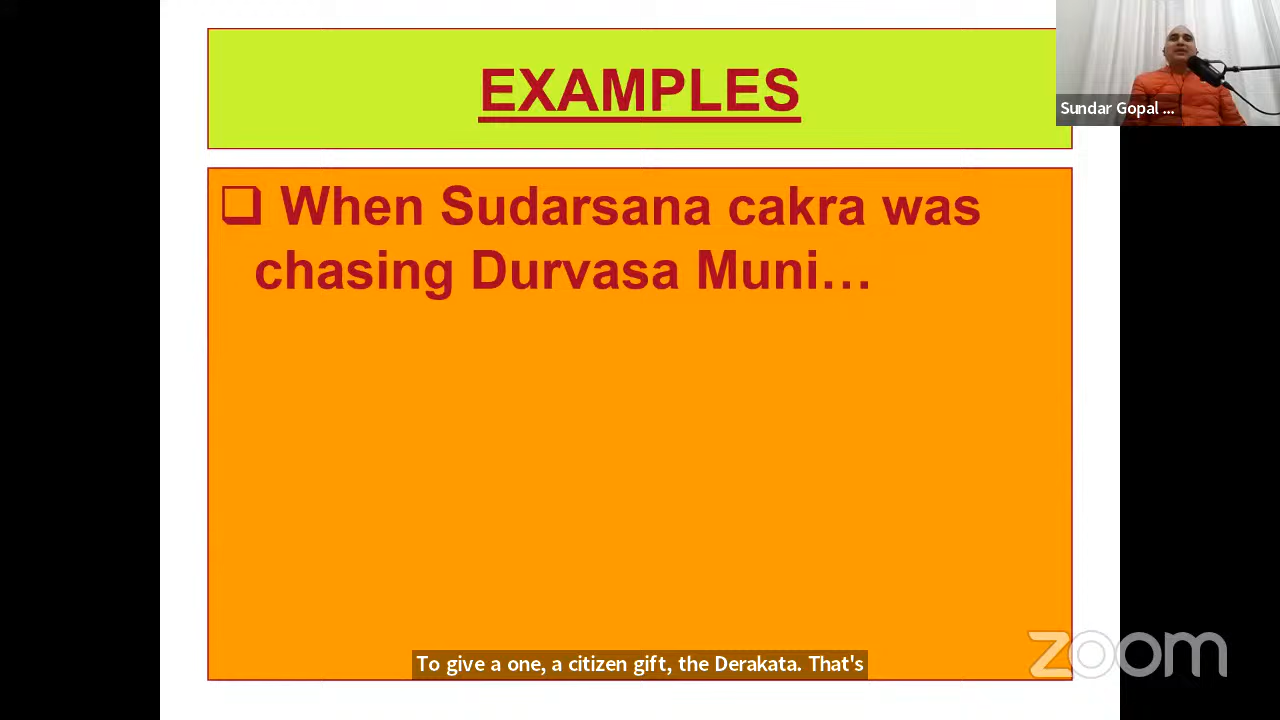 EXAMPLES
Sundar Gopal ...
❑ When Sudarsana cakra was
chasing Durvasa Muni…
To give a one, a citizen gift, the Derakata. That's
zoom